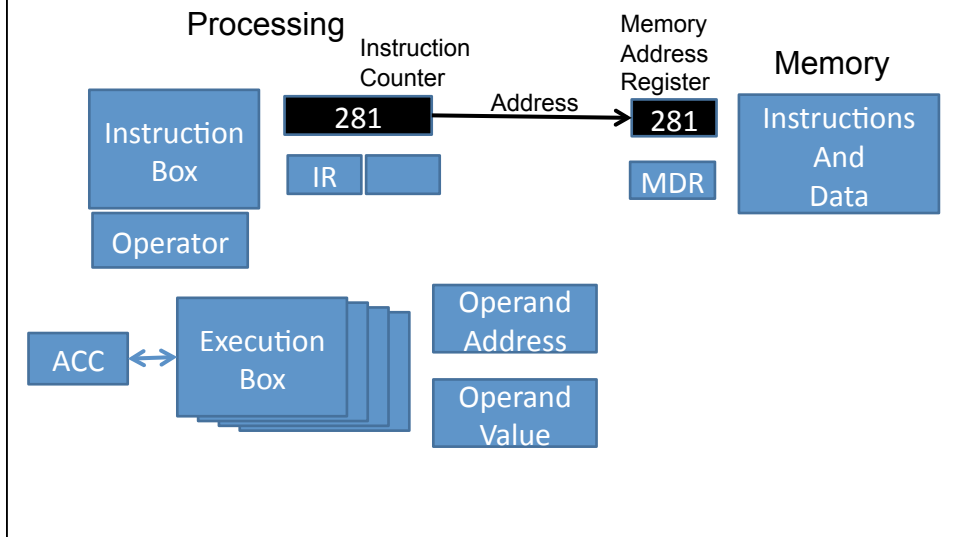 Processing
Instruction
Counter
Memory
Address
Register
Memory
Instruction
Box
281
Address
281
Instructions
And
Data
IR
MDR
Operator
ACC
Execution
Box
Operand
Address
Operand
Value